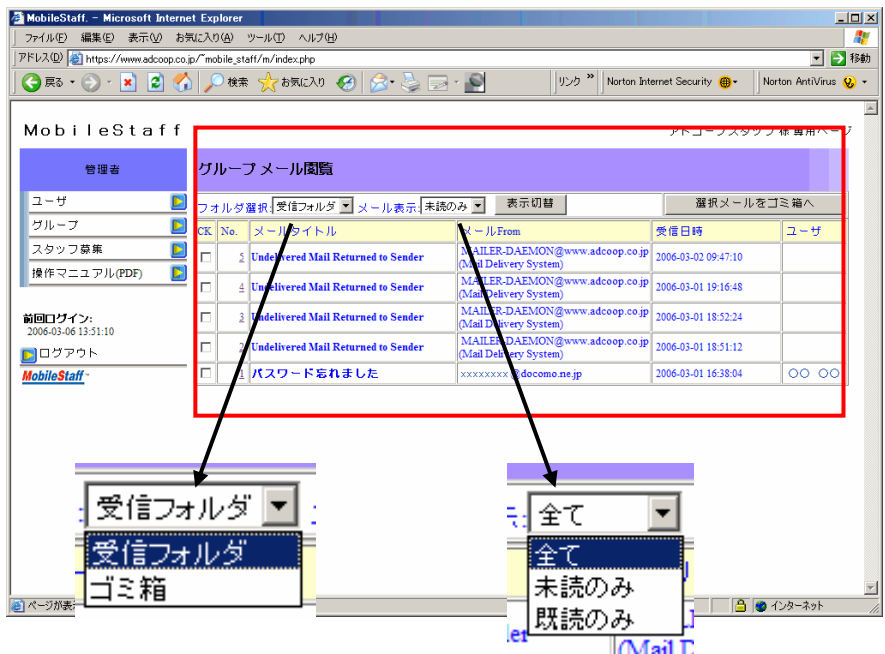 MobileStaff. - Microsoft Internet Explorer
ファイル(F) 編集(E) 表示(V) お気に入り(A) ツール(T) ヘルプ(H)
アドレス(D) https://www.adcoop.co.jp/~mobile_staff/m/index.php 移動
戻る 検索 お気に入り リンク » Norton Internet Security Norton AntiVirus
MobileStaff
アドコープスタッフ 様 専用ページ
管理者
ユーザ
グループ
スタッフ募集
操作マニュアル(PDF)
前回ログイン:
2006-03-06 13:51:10
ログアウト
MobileStaff
グループ メール閲覧
フォルダ選択: 受信フォルダ メール表示: 未読のみ 表示切替 選択メールをゴミ箱へ
CK No. メールタイトル メールFrom 受信日時 ユーザ
5 Undelivered Mail Returned to Sender MAILER-DAEMON@www.adcoop.co.jp (Mail Delivery System) 2006-03-02 09:47:10
4 Undelivered Mail Returned to Sender MAILER-DAEMON@www.adcoop.co.jp (Mail Delivery System) 2006-03-01 19:16:48
3 Undelivered Mail Returned to Sender MAILER-DAEMON@www.adcoop.co.jp (Mail Delivery System) 2006-03-01 18:52:24
2 Undelivered Mail Returned to Sender MAILER-DAEMON@www.adcoop.co.jp (Mail Delivery System) 2006-03-01 18:51:12
1 パスワード忘れました xxxxxxxx@docomo.ne.jp 2006-03-01 16:38:04 ○○ ○○
受信フォルダ
受信フォルダ
ゴミ箱
示: 全て
全て
未読のみ
既読のみ
(Mail D
ページが表
インターネット